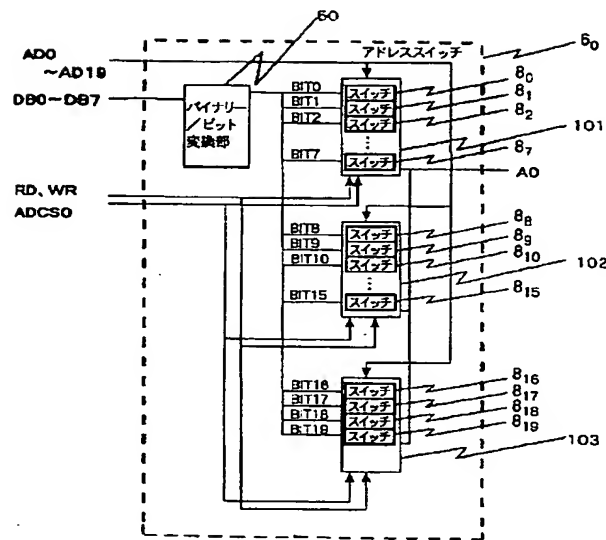 50
AD0
～AD19
DB0～DB7
バイナリー
／ビット
変換部
アドレススイッチ
6₀
BIT0
BIT1
BIT2
BIT7
スイッチ
スイッチ
スイッチ
⋮
スイッチ
8₀
8₁
8₂
101
8₇
A0
RD、WR
ADCS0
BIT8
BIT9
BIT10
BIT15
スイッチ
スイッチ
スイッチ
⋮
スイッチ
8₈
8₉
8₁₀
102
8₁₅
BIT16
BIT17
BIT18
BIT19
スイッチ
スイッチ
スイッチ
スイッチ
8₁₆
8₁₇
8₁₈
8₁₉
103